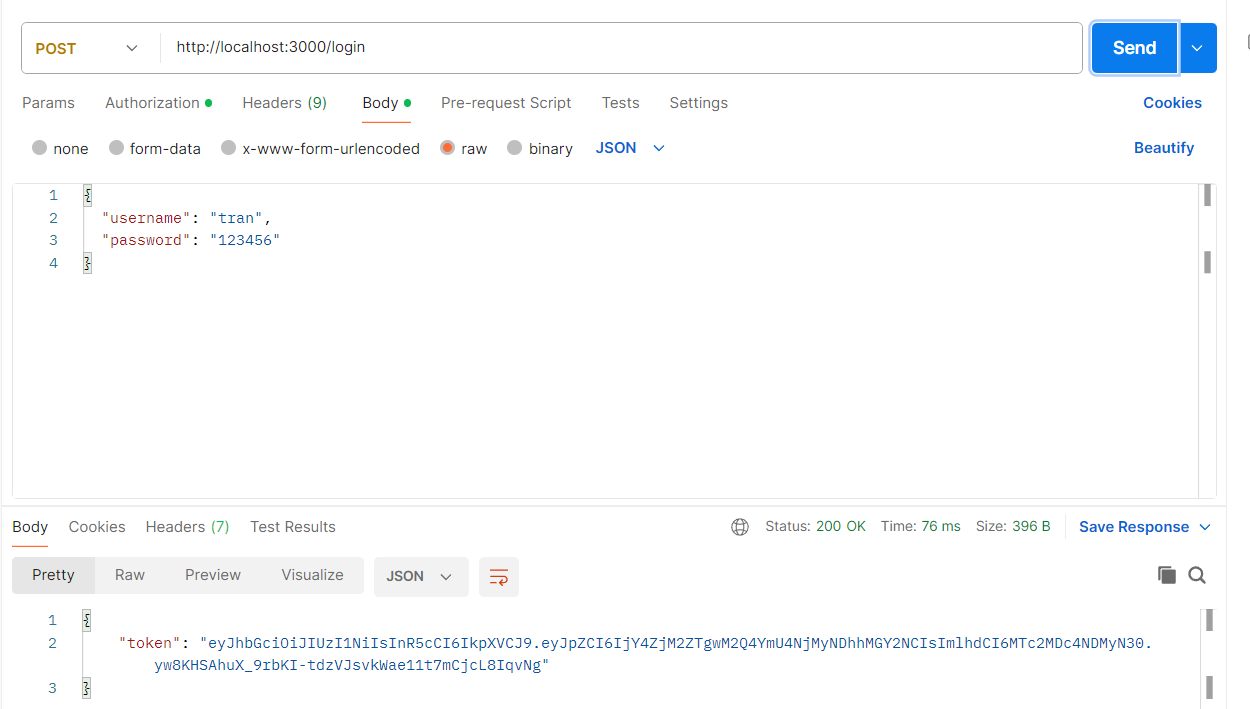 POST http://localhost:3000/login Send
Params Authorization Headers (9) Body Pre-request Script Tests Settings Cookies
none form-data x-www-form-urlencoded raw binary JSON Beautify
1 {
2 "username": "tran",
3 "password": "123456"
4 }
Body Cookies Headers (7) Test Results Status: 200 OK Time: 76 ms Size: 396 B Save Response
Pretty Raw Preview Visualize JSON
1 {
2 "token": "eyJhbGciOiJIUzI1NiIsInR5cCI6IkpXVCJ9.eyJpZCI6IjY4ZjM2ZTgwM2Q4YmU4NjMyNDhhMGY2NCIsImlhdCI6MTc2MDc4NDMyN30.
yw8KHSAhuX_9rbKI-tdzVJsvkWae11t7mCjcL8IqvNg"
3 }